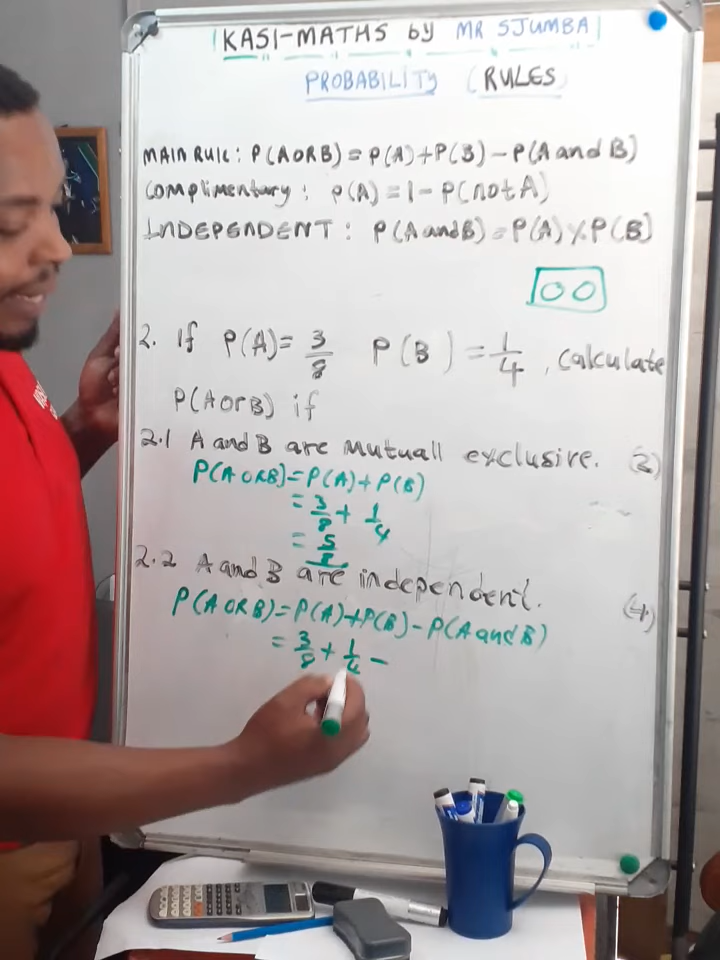 KASI-MATHS by MR SJUMBA
PROBABILITY (RULES)
MAIN RULE: P(A OR B) = P(A) + P(B) - P(A and B)
COMPLIMENTARY: P(A) = 1 - P(not A)
INDEPENDENT: P(A and B) = P(A) x P(B)
2. If P(A) = 3/8 P(B) = 1/4, calculate
P(A or B) if
2.1 A and B are mutuall exclusive. (2)
P(A OR B) = P(A) + P(B)
= 3/8 + 1/4
= 5/8
2.2 A and B are independent. (4)
P(A OR B) = P(A) + P(B) - P(A and B)
= 3/8 + 1/4 -